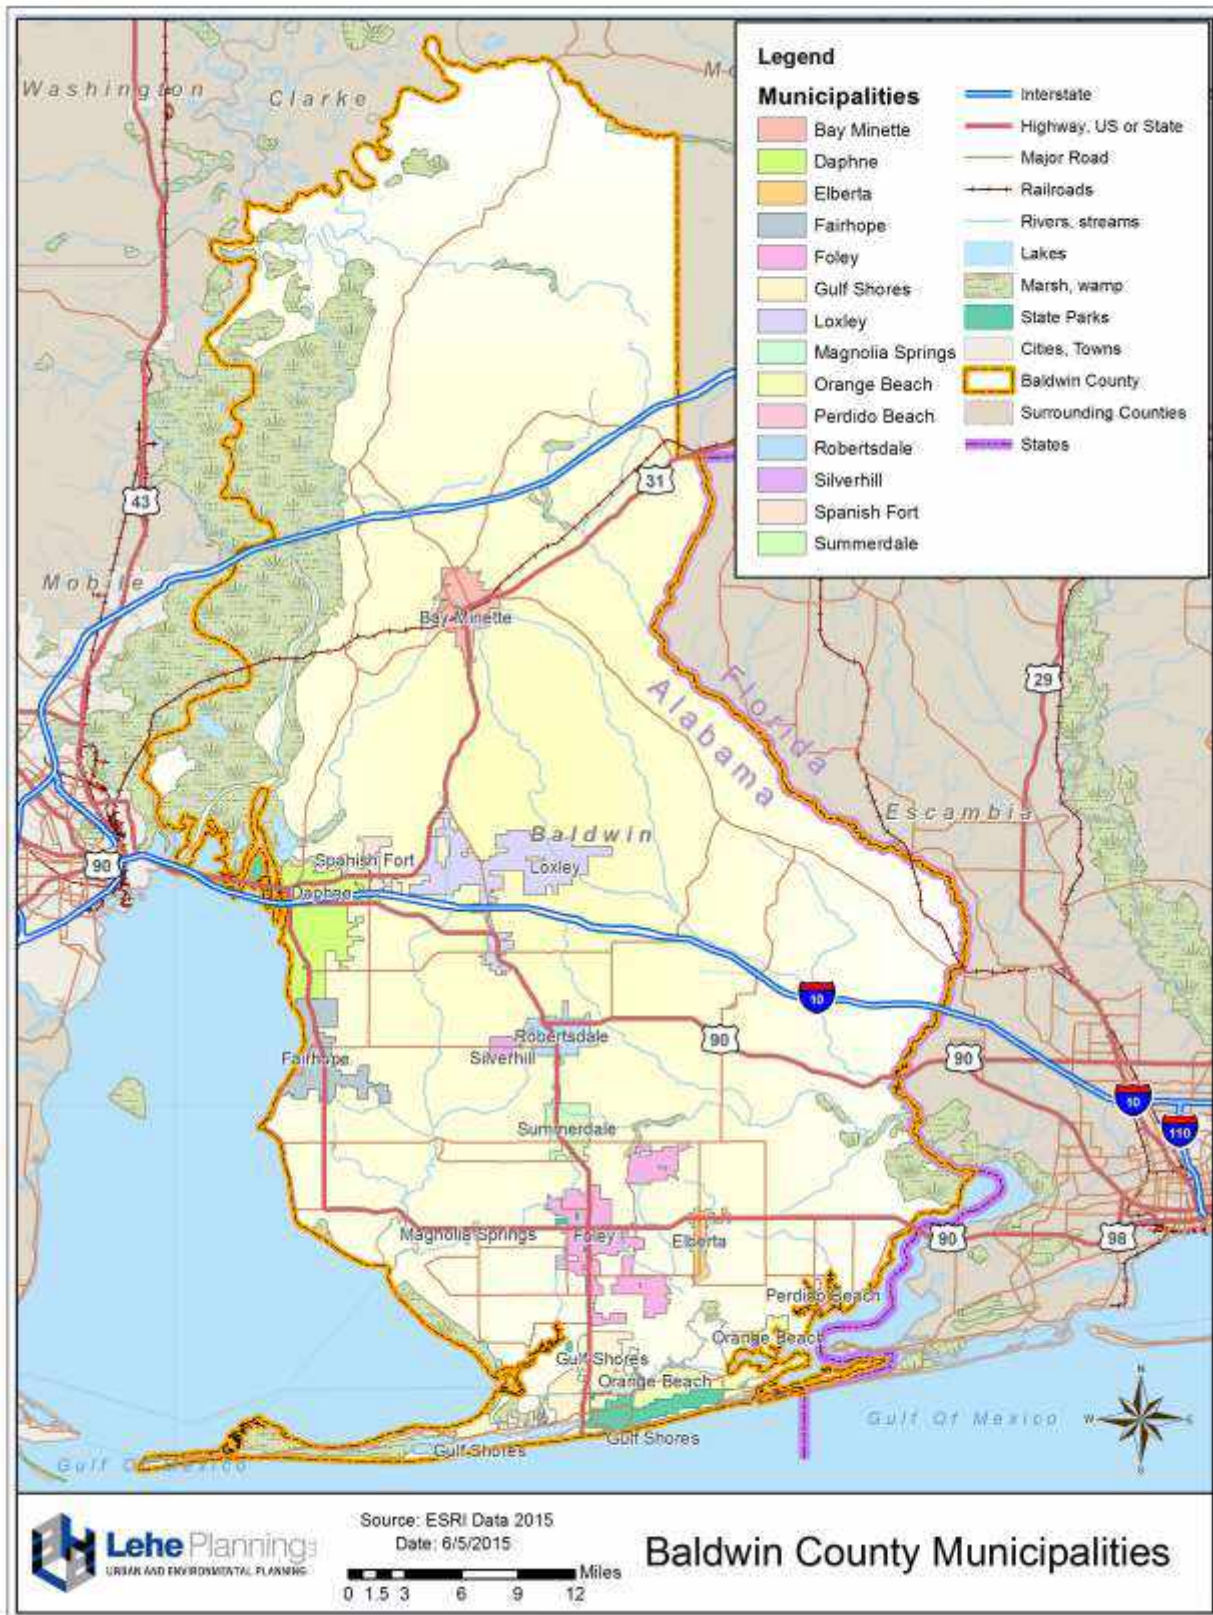 Washington
Clarke
Mo
Legend
Municipalities
Bay Minette
Daphne
Elberta
Fairhope
Foley
Gulf Shores
Loxley
Magnolia Springs
Orange Beach
Perdido Beach
Robertsdale
Silverhill
Spanish Fort
Summerdale
Interstate
Highway, US or State
Major Road
Railroads
Rivers, streams
Lakes
Marsh, wamp
State Parks
Cities, Towns
Baldwin County
Surrounding Counties
States
31
43
Mobile
Bay Minette
29
Florida
Alabama
Escambia
Baldwin
Spanish Fort
Loxley
90
Daphne
10
Robertsdale
90
Silverhill
Fairhope
90
10
110
Summerdale
Magnolia Springs
Foley
Elberta
90
98
Perdido Beach
Orange Beach
Gulf Shores
Orange Beach
Gulf Of Mexico
N
W
E
S
Gulf Shores
Gulf Shores
Gulf Of Mexico
Lehe Planning
URBAN AND ENVIRONMENTAL PLANNING
Source: ESRI Data 2015
Date: 6/5/2015
Miles
0 1.5 3 6 9 12
Baldwin County Municipalities